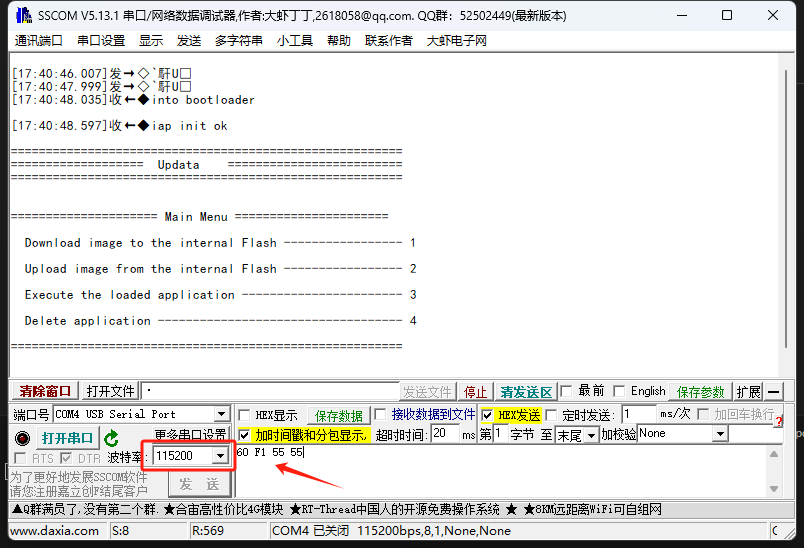 SSCOM V5.13.1 串口/网络数据调试器,作者:大虾丁丁,2618058@qq.com. QQ群: 52502449(最新版本)
通讯端口 串口设置 显示 发送 多字符串 小工具 帮助 联系作者 大虾电子网
[17:40:46.007]发→◇`馯U□
[17:40:47.999]发→◇`馯U□
[17:40:48.035]收←◆into bootloader
[17:40:48.597]收←◆iap init ok
========================================================
=================== Updata ====================
========================================================
===================== Main Menu ======================
Download image to the internal Flash ----------------- 1
Upload image from the internal Flash ----------------- 2
Execute the loaded application ----------------------- 3
Delete application ----------------------------------- 4
========================================================
清除窗口 打开文件 发送文件 停止 清发送区 最前 English 保存参数 扩展 —
端口号 COM4 USB Serial Port HEX显示 保存数据 接收数据到文件 HEX发送 定时发送: 1 ms/次 加回车换行
打开串口 更多串口设置 加时间戳和分包显示, 超时时间: 20 ms 第 1 字节 至 末尾 加校验 None
RTS DTR 波特率: 115200 60 F1 55 55
为了更好地发展SSCOM软件
请您注册嘉立创F结尾客户
发 送
▲Q群满员了,没有第二个群. ★合宙高性价比4G模块 ★RT-Thread中国人的开源免费操作系统 ★ ★8KM远距离WiFi可自组网
www.daxia.com S:8 R:569 COM4 已关闭 115200bps,8,1,None,None